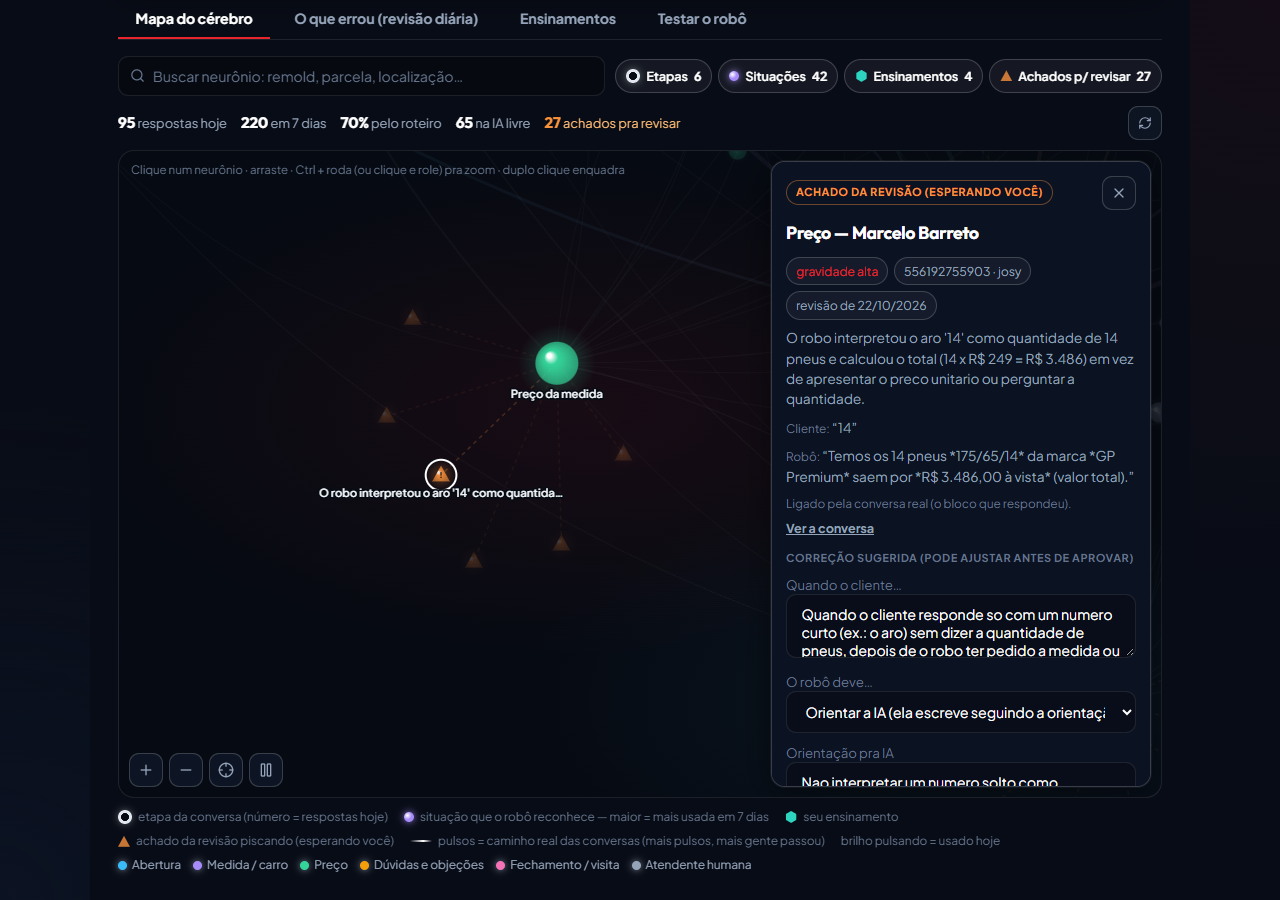 Mapa do cérebro
O que errou (revisão diária)
Ensinamentos
Testar o robô
Buscar neurônio: remold, parcela, localização...
Etapas 6
Situações 42
Ensinamentos 4
Achados p/ revisar 27
95 respostas hoje
220 em 7 dias
70% pelo roteiro
65 na IA livre
27 achados pra revisar
Clique num neurônio · arraste · Ctrl + roda (ou clique e role) pra zoom · duplo clique enquadra
Preço da medida
O robo interpretou o aro '14' como quantida...
ACHADO DA REVISÃO (ESPERANDO VOCÊ)
Preço — Marcelo Barreto
gravidade alta
556192755903 · josy
revisão de 22/10/2026
O robo interpretou o aro '14' como quantidade de 14
pneus e calculou o total (14 x R$ 249 = R$ 3.486) em vez
de apresentar o preco unitario ou perguntar a
quantidade.
Cliente: “14”
Robô: “Temos os 14 pneus *175/65/14* da marca *GP
Premium* saem por *R$ 3.486,00 à vista* (valor total).”
Ligado pela conversa real (o bloco que respondeu).
Ver a conversa
CORREÇÃO SUGERIDA (PODE AJUSTAR ANTES DE APROVAR)
Quando o cliente...
Quando o cliente responde so com um numero
curto (ex.: o aro) sem dizer a quantidade de
pneus, depois de o robo ter pedido a medida ou
O robô deve...
Orientar a IA (ela escreve seguindo a orientaç
Orientação pra IA
Nao interpretar um numero solto como
etapa da conversa (número = respostas hoje)
situação que o robô reconhece — maior = mais usada em 7 dias
seu ensinamento
achado da revisão piscando (esperando você)
pulsos = caminho real das conversas (mais pulsos, mais gente passou)
brilho pulsando = usado hoje
Abertura
Medida / carro
Preço
Dúvidas e objeções
Fechamento / visita
Atendente humana